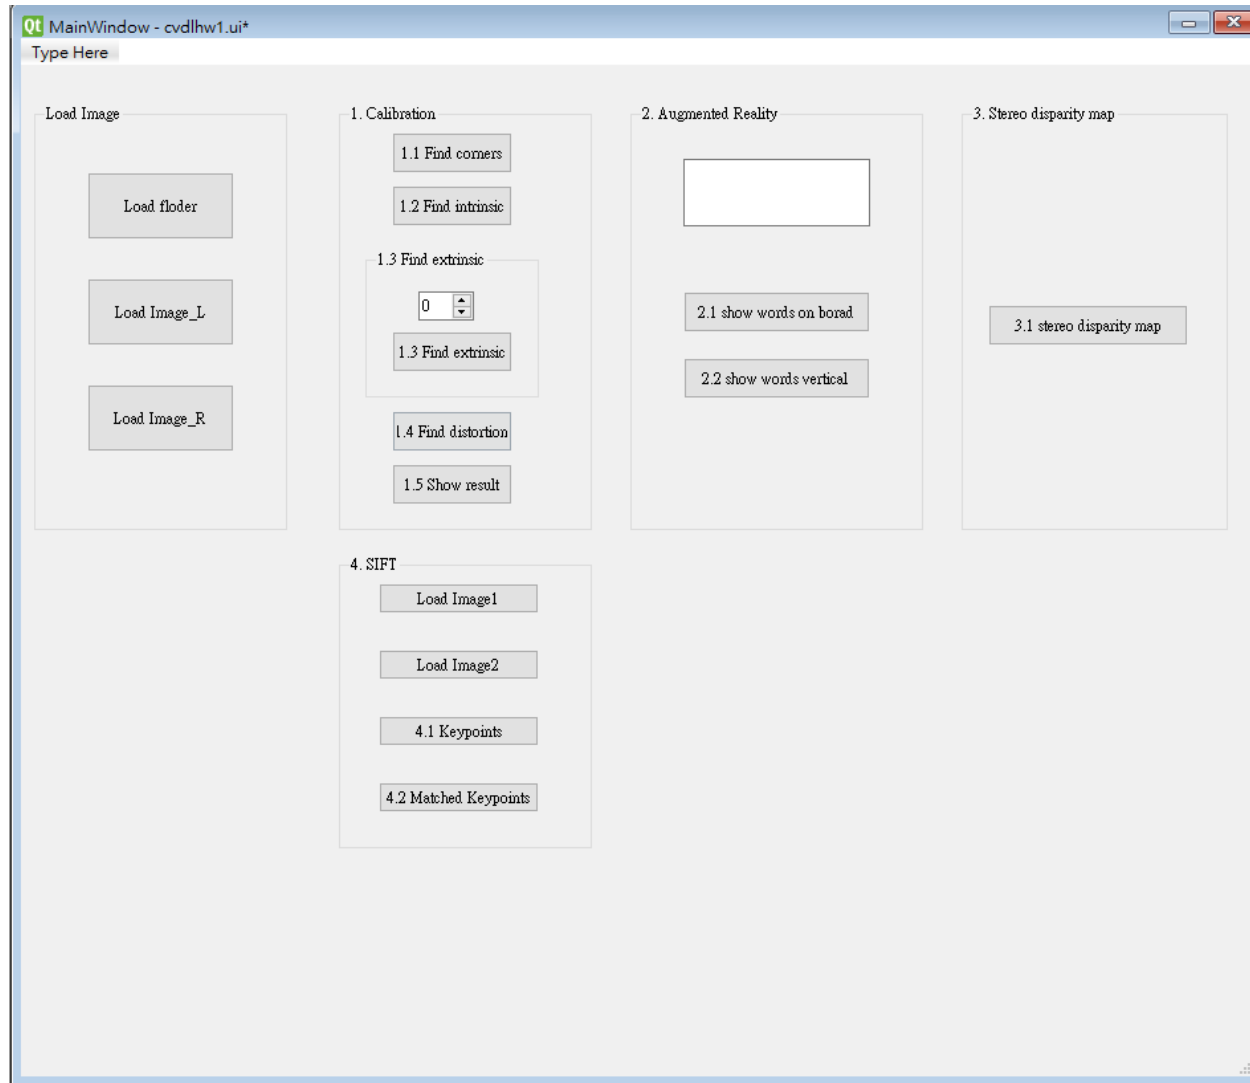 Qt MainWindow - cvdlhw1.ui*
Type Here
Load Image
Load floder
Load Image_L
Load Image_R
1. Calibration
1.1 Find corners
1.2 Find intrinsic
1.3 Find extrinsic
0
1.3 Find extrinsic
1.4 Find distortion
1.5 Show result
2. Augmented Reality
2.1 show words on borad
2.2 show words vertical
3. Stereo disparity map
3.1 stereo disparity map
4. SIFT
Load Image1
Load Image2
4.1 Keypoints
4.2 Matched Keypoints